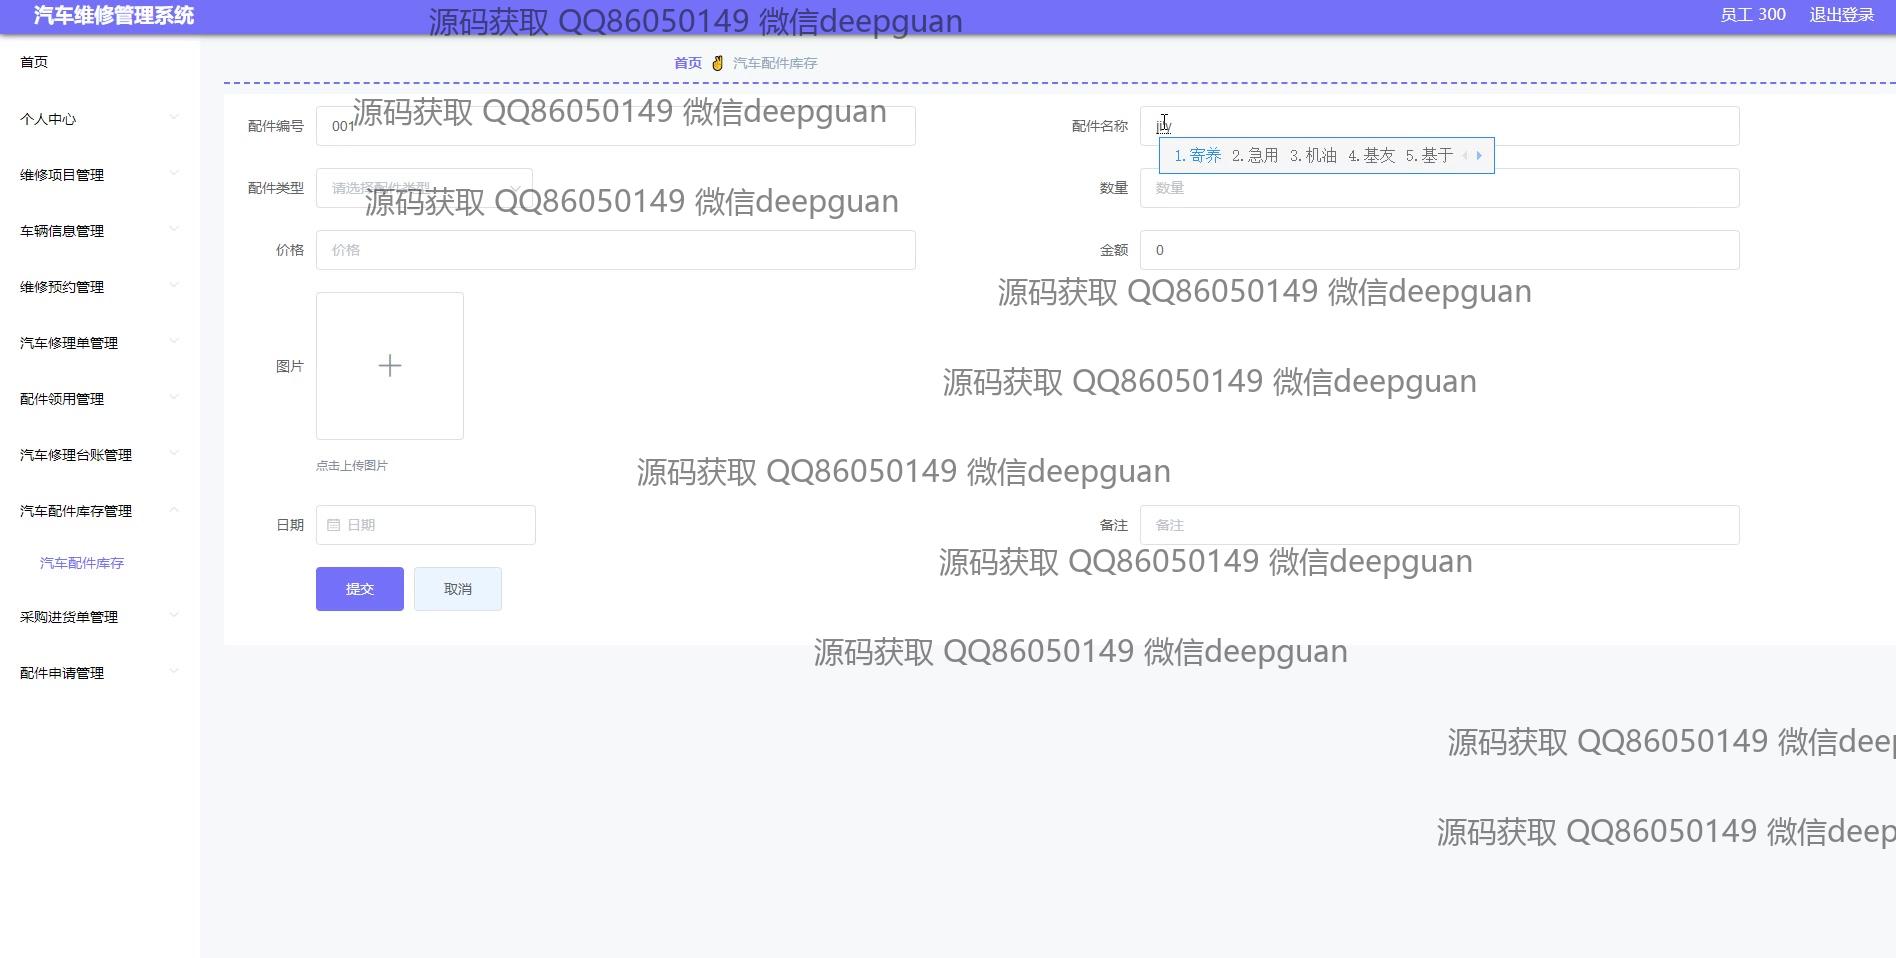 汽车维修管理系统
源码获取 QQ86050149 微信deepguan
员工 300 退出登录
首页
个人中心
维修项目管理
车辆信息管理
维修预约管理
汽车修理单管理
配件领用管理
汽车修理台账管理
汽车配件库存管理
汽车配件库存
采购进货单管理
配件申请管理
首页 汽车配件库存
源码获取 QQ86050149 微信deepguan
配件编号 001
配件名称
1.寄养 2.急用 3.机油 4.基友 5.基于
配件类型 请选择配件类型
数量 数量
源码获取 QQ86050149 微信deepguan
价格 价格
金额 0
源码获取 QQ86050149 微信deepguan
图片
点击上传图片
源码获取 QQ86050149 微信deepguan
源码获取 QQ86050149 微信deepguan
日期 日期
备注 备注
源码获取 QQ86050149 微信deepguan
提交 取消
源码获取 QQ86050149 微信deepguan
源码获取 QQ86050149 微信deep
源码获取 QQ86050149 微信deep